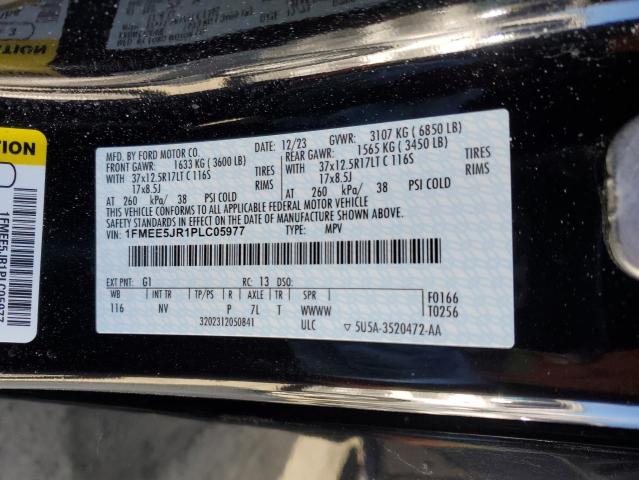 MFD. BY FORD MOTOR CO.
DATE: 12/23
GVWR: 3107 KG ( 6850 LB)
FRONT GAWR: 1633 KG ( 3600 LB)
REAR GAWR: 1565 KG ( 3450 LB)
WITH 37x12.5R17LT C 116S TIRES
WITH 37x12.5R17LT C 116S TIRES
17x8.5J RIMS
17x8.5J RIMS
AT 260 kPa/ 38 PSI COLD
AT 260 kPa/ 38 PSI COLD
THIS VEHICLE CONFORMS TO ALL APPLICABLE FEDERAL MOTOR VEHICLE
SAFETY STANDARDS IN EFFECT ON THE DATE OF MANUFACTURE SHOWN ABOVE.
VIN: 1FMEE5JR1PLC05977
TYPE: MPV
EXT PNT: G1 RC: 13 DSO:
WB INT TR TP/PS R AXLE TR SPR
116 NV P 7L T WWWW
F0166
T0256
3202312050841
ULC
5U5A-3520472-AA
1FMEE5JR1PLC05977